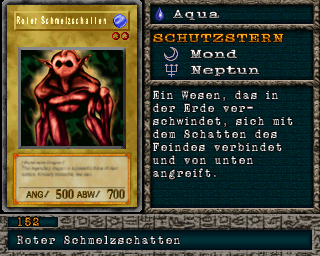 Roter Schmelzschatten
ANG/ 500 ABW/ 700
Aqua
SCHUTZSTERN
Mond
Neptun
Ein Wesen, das in
der Erde ver-
schwindet, sich mit
dem Schatten des
Feindes verbindet
und von unten
angreift.
152
Roter Schmelzschatten